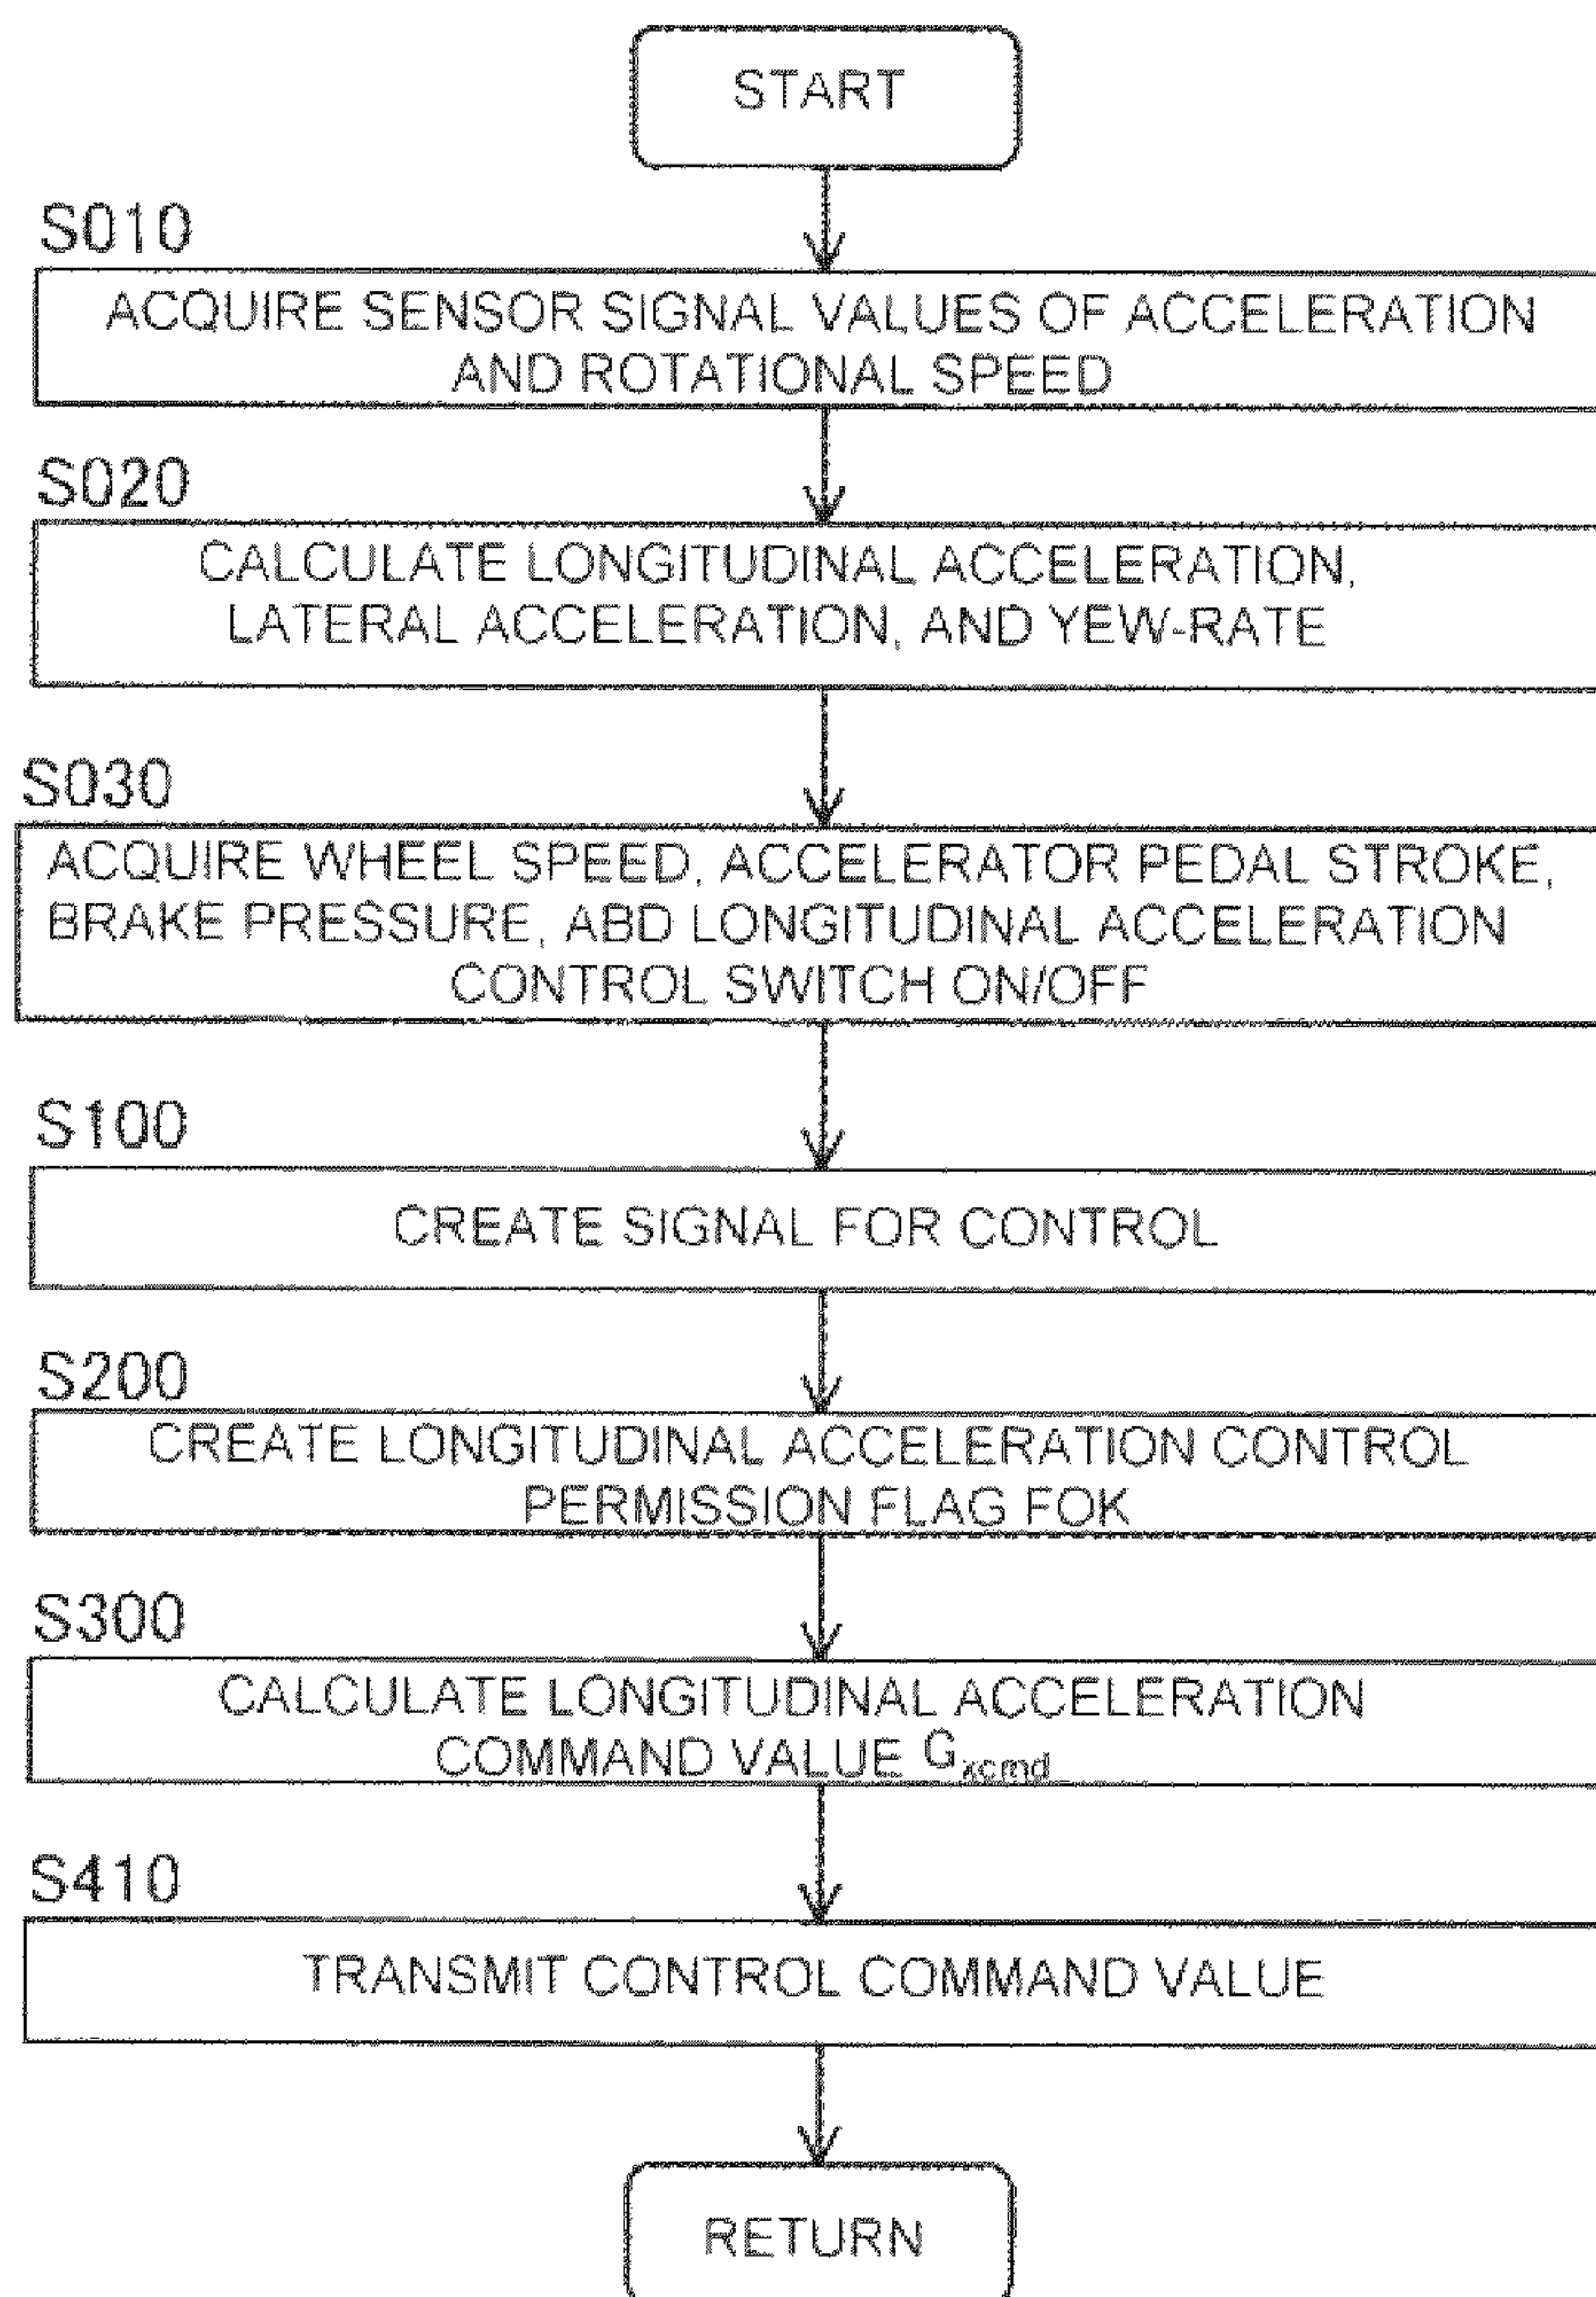 START
S010
ACQUIRE SENSOR SIGNAL VALUES OF ACCELERATION
AND ROTATIONAL SPEED
S020
CALCULATE LONGITUDINAL ACCELERATION,
LATERAL ACCELERATION, AND YEW-RATE
S030
ACQUIRE WHEEL SPEED, ACCELERATOR PEDAL STROKE,
BRAKE PRESSURE, ABD LONGITUDINAL ACCELERATION
CONTROL SWITCH ON/OFF
S100
CREATE SIGNAL FOR CONTROL
S200
CREATE LONGITUDINAL ACCELERATION CONTROL
PERMISSION FLAG FOK
S300
CALCULATE LONGITUDINAL ACCELERATION
COMMAND VALUE Gxcmd
S410
TRANSMIT CONTROL COMMAND VALUE
RETURN